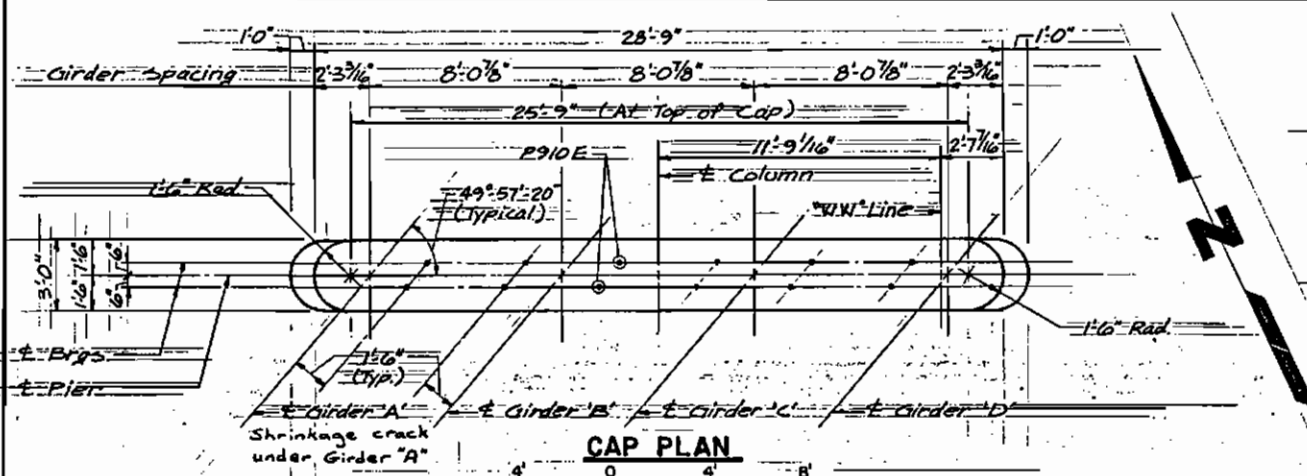 1'-0" 28'-9" 1'-0"
Girder Spacing 2'-3 3/16" 8'-0 7/8" 8'-0 7/8" 8'-0 7/8" 2'-3 3/16"
25'-9" (At Top of Cap)
P910E 11'-9 1/16" 2'-7 7/16"
℄ Column
1'-6" Rad.
49°-57'-20"
(Typical)
"WW" Line
3'-0" 1'-6" 1'-6" 6" 6"
N
℄ Brgs
℄ Pier
1'-6" Rad.
1'-6"
(Typ.)
℄ Girder 'A' ℄ Girder 'B' ℄ Girder 'C' ℄ Girder 'D'
Shrinkage crack
under Girder "A"
CAP PLAN
4' 0 4' 8'